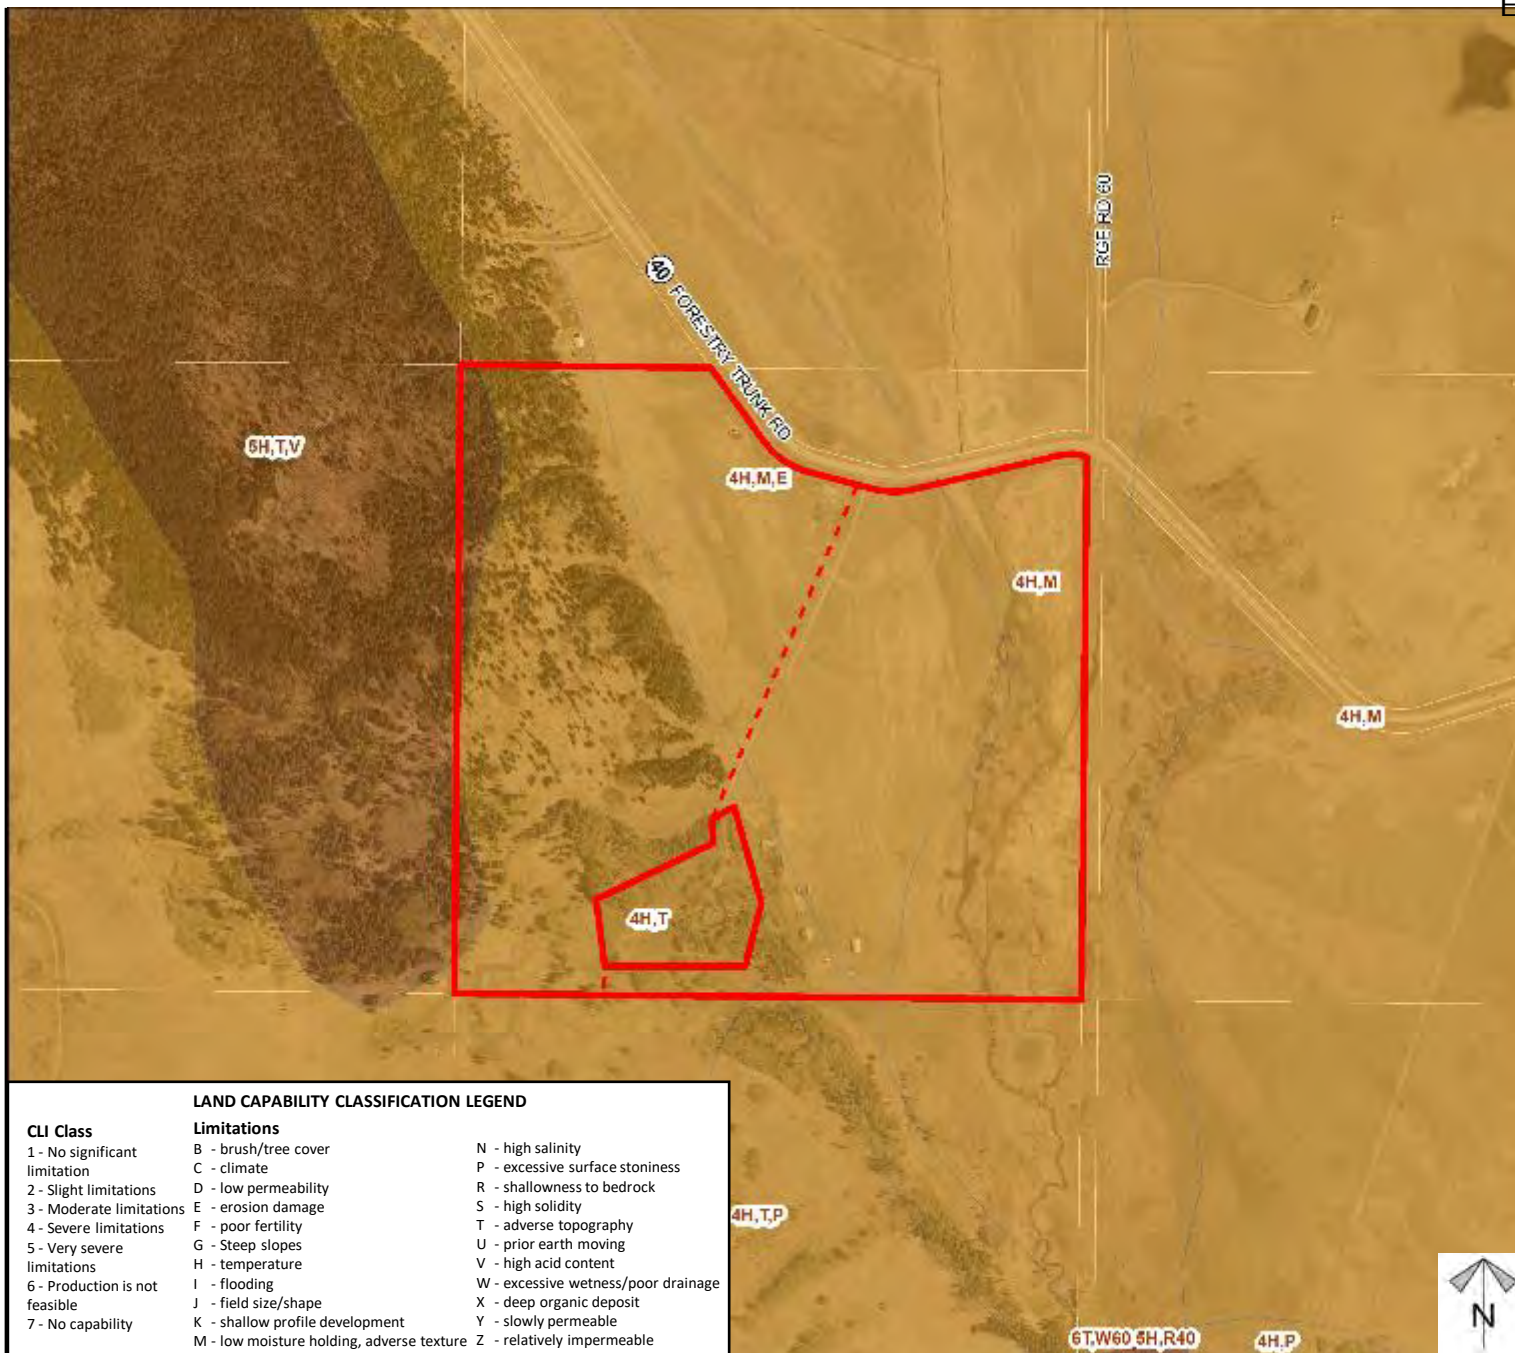 RGE RD 60
40
FORESTRY TRUNK RD
5H,T,V
4H,M,E
4H,M
4H,M
4H,T
4H,T,P
6T,W60 5H,R40
4H,P
N
LAND CAPABILITY CLASSIFICATION LEGEND
CLI Class
1 - No significant
limitation
2 - Slight limitations
3 - Moderate limitations
4 - Severe limitations
5 - Very severe
limitations
6 - Production is not
feasible
7 - No capability
Limitations
B - brush/tree cover
C - climate
D - low permeability
E - erosion damage
F - poor fertility
G - Steep slopes
H - temperature
I - flooding
J - field size/shape
K - shallow profile development
M - low moisture holding, adverse texture
N - high salinity
P - excessive surface stoniness
R - shallowness to bedrock
S - high solidity
T - adverse topography
U - prior earth moving
V - high acid content
W - excessive wetness/poor drainage
X - deep organic deposit
Y - slowly permeable
Z - relatively impermeable